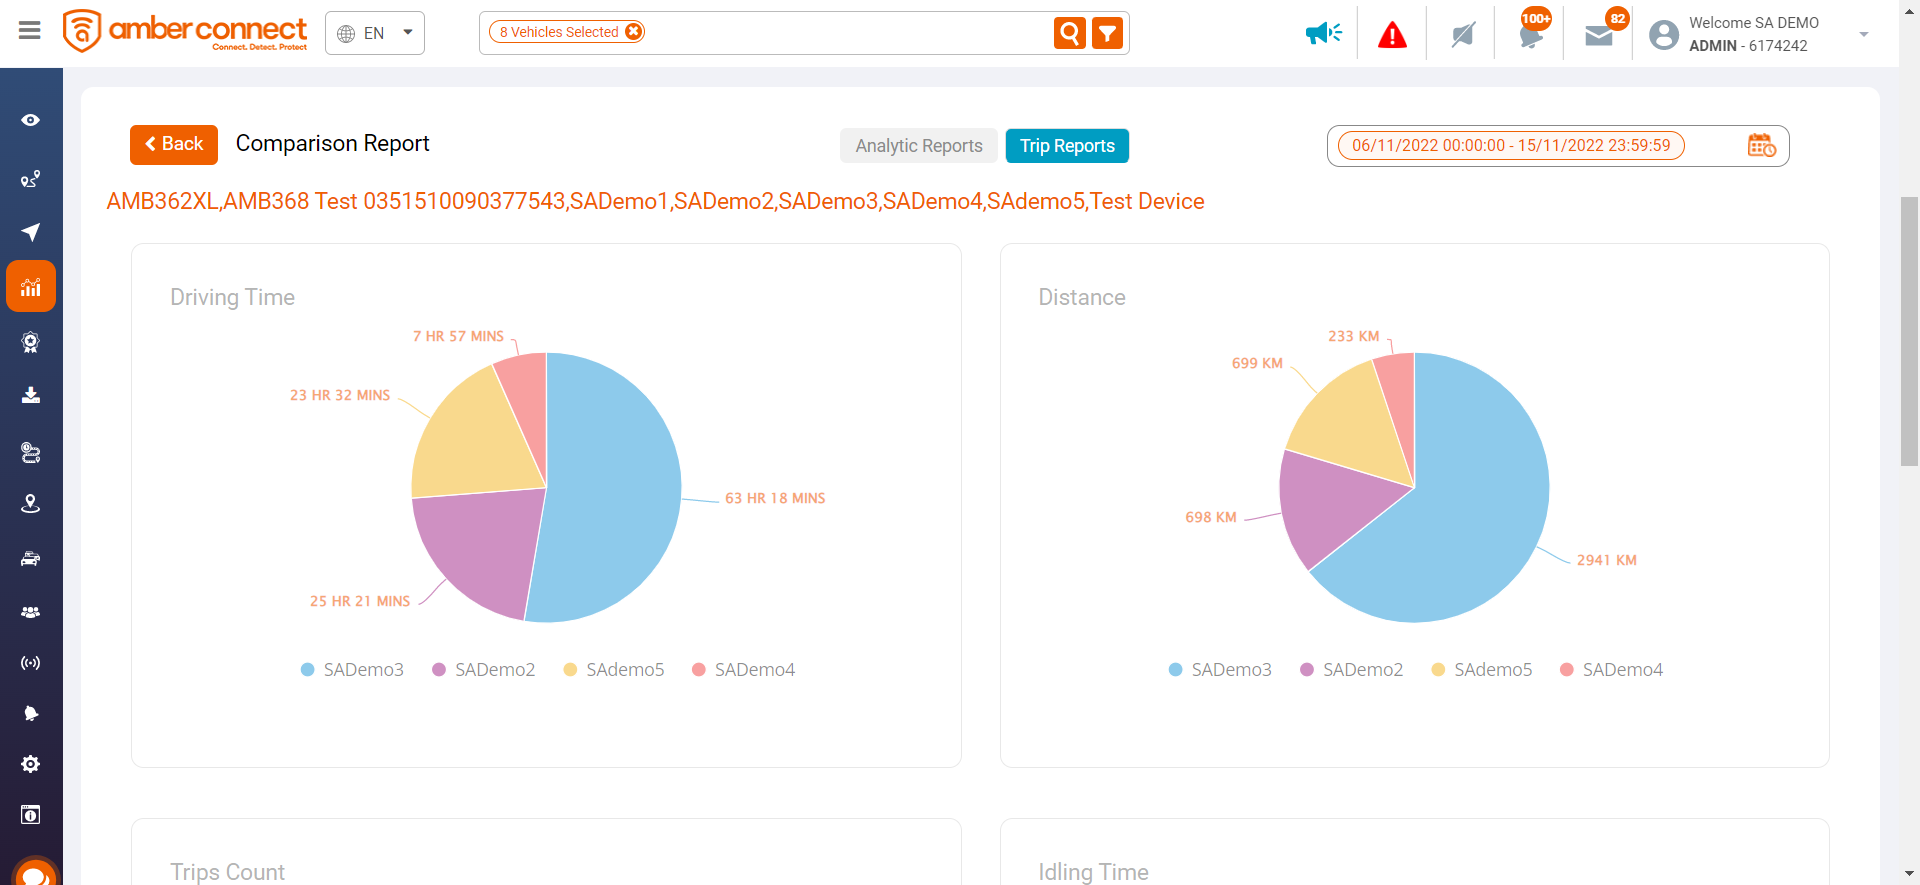 amber connect
Connect. Detect. Protect
EN
8 Vehicles Selected
100+
82
Welcome SA DEMO
ADMIN - 6174242
Back
Comparison Report
Analytic Reports
Trip Reports
06/11/2022 00:00:00 - 15/11/2022 23:59:59
AMB362XL,AMB368 Test 0351510090377543,SADemo1,SADemo2,SADemo3,SADemo4,SAdemo5,Test Device
Driving Time
7 HR 57 MINS
23 HR 32 MINS
63 HR 18 MINS
25 HR 21 MINS
SADemo3 SADemo2 SAdemo5 SADemo4
Distance
233 KM
699 KM
698 KM
2941 KM
SADemo3 SADemo2 SAdemo5 SADemo4
Trips Count
Idling Time